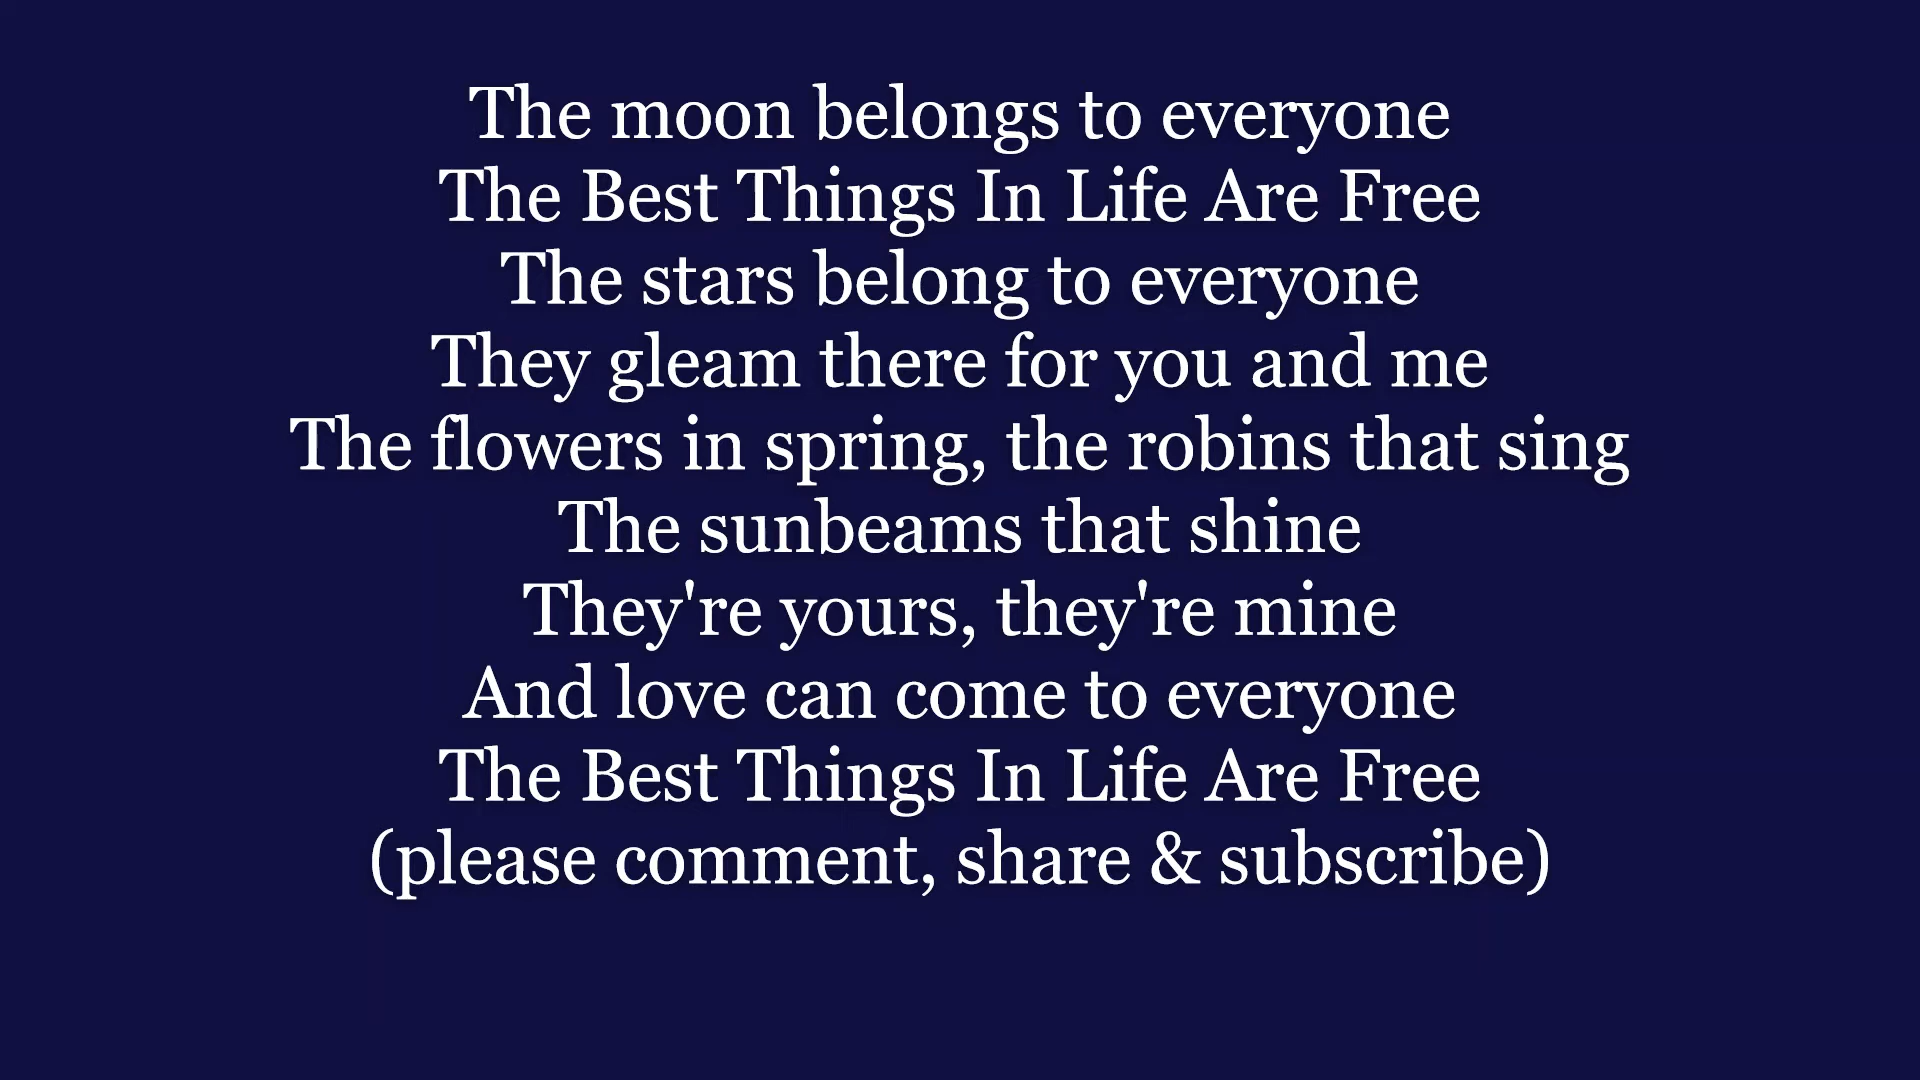 The moon belongs to everyone
The Best Things In Life Are Free
The stars belong to everyone
They gleam there for you and me
The flowers in spring, the robins that sing
The sunbeams that shine
They're yours, they're mine
And love can come to everyone
The Best Things In Life Are Free
(please comment, share & subscribe)